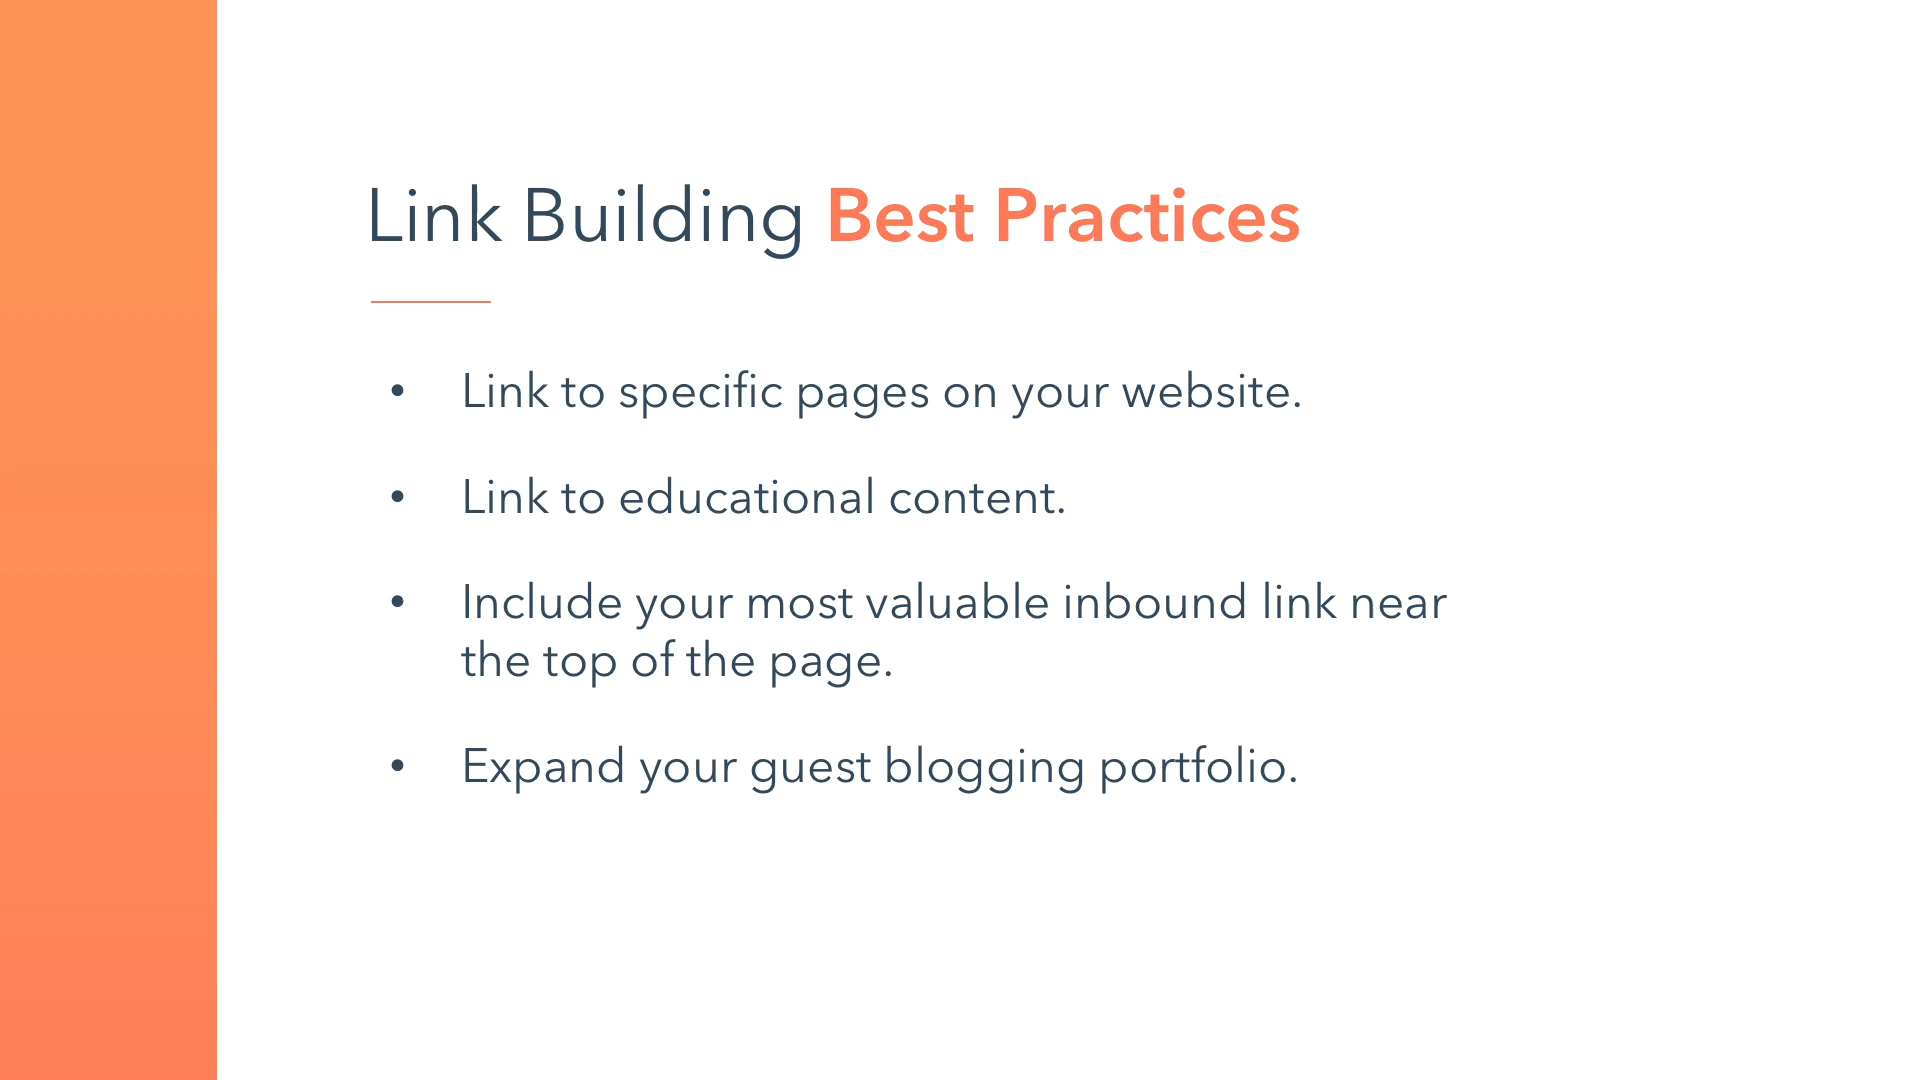 Link Building Best Practices
• Link to specific pages on your website.
• Link to educational content.
• Include your most valuable inbound link near
the top of the page.
• Expand your guest blogging portfolio.